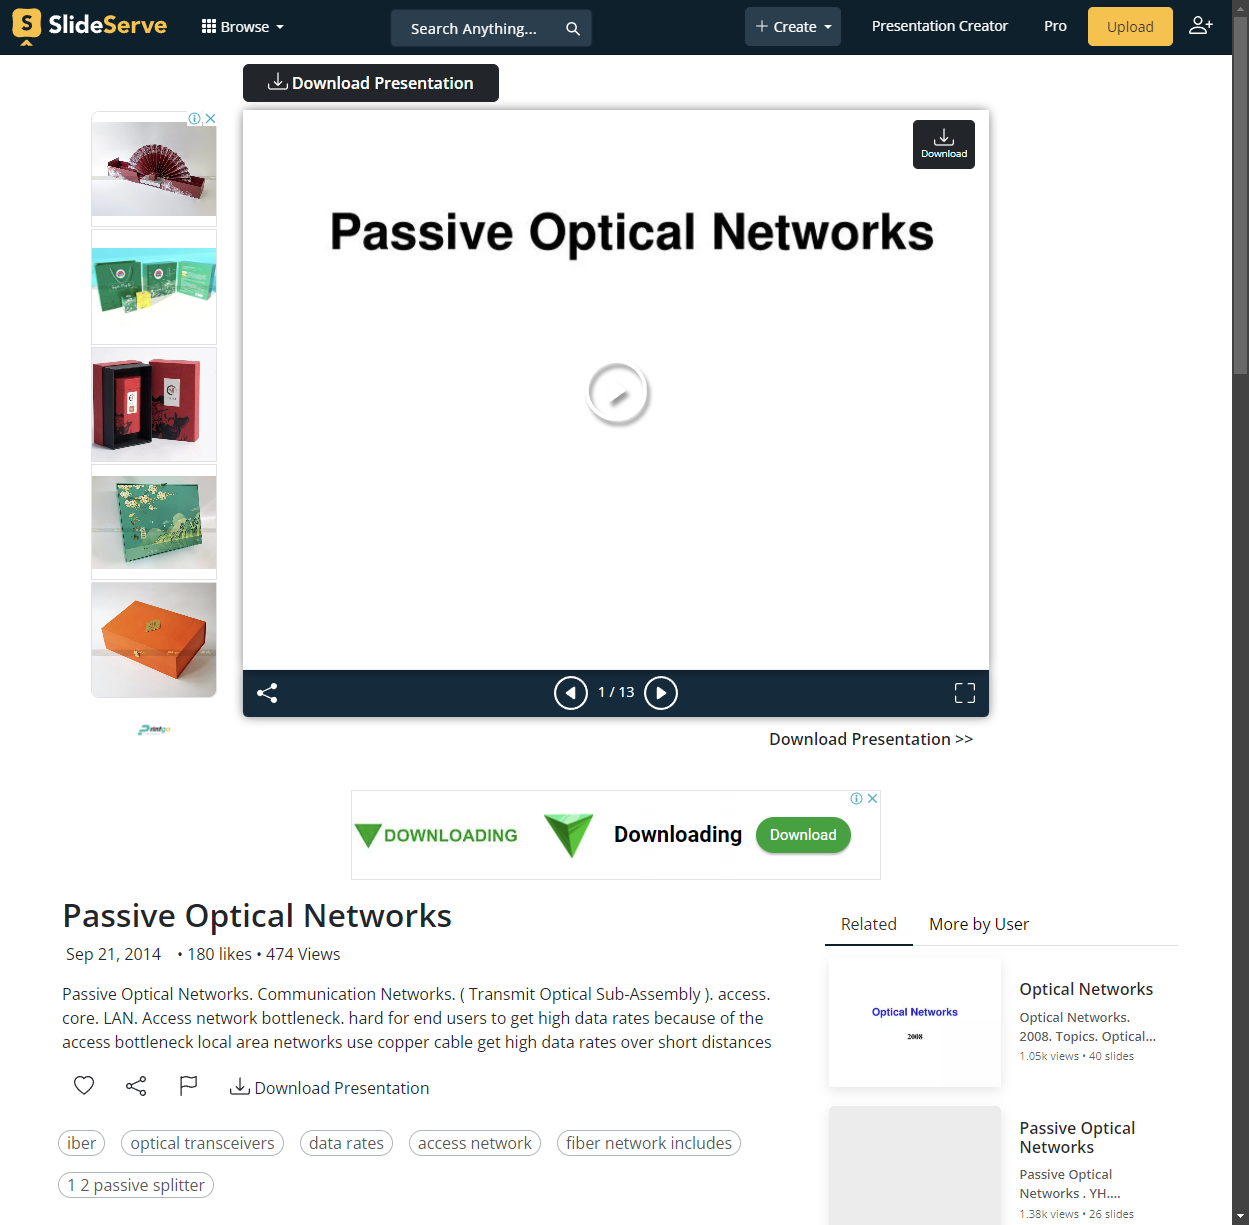 SlideServe
Browse
Search Anything...
Create
Presentation Creator
Pro
Upload
Download Presentation
Download
Passive Optical Networks
1 / 13
Printgo
Download Presentation >>
DOWNLOADING
Downloading
Download
Passive Optical Networks
Sep 21, 2014 • 180 likes • 474 Views
Passive Optical Networks. Communication Networks. ( Transmit Optical Sub-Assembly ). access.
core. LAN. Access network bottleneck. hard for end users to get high data rates because of the
access bottleneck local area networks use copper cable get high data rates over short distances
Download Presentation
iber
optical transceivers
data rates
access network
fiber network includes
1 2 passive splitter
Related
More by User
Optical Networks
2008
Optical Networks
Optical Networks.
2008. Topics. Optical...
1.05k views • 40 slides
Passive Optical
Networks
Passive Optical
Networks . YH....
1.38k views • 26 slides